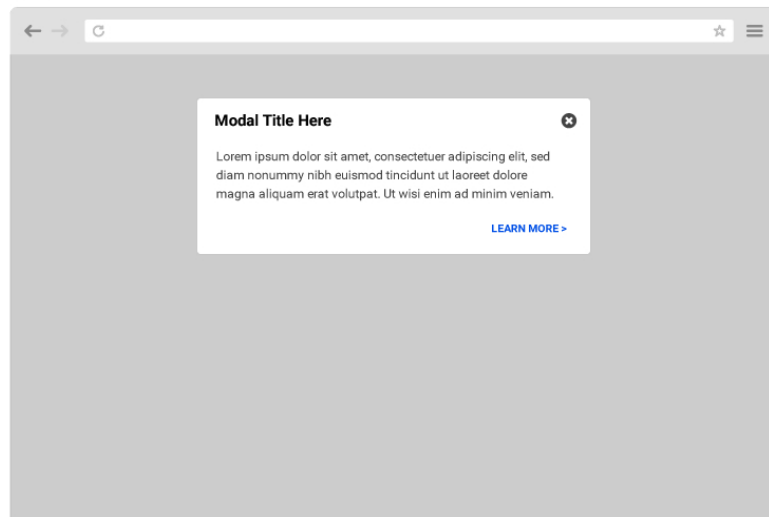 Modal Title Here
Lorem ipsum dolor sit amet, consectetuer adipiscing elit, sed
diam nonummy nibh euismod tincidunt ut laoreet dolore
magna aliquam erat volutpat. Ut wisi enim ad minim veniam.
LEARN MORE >